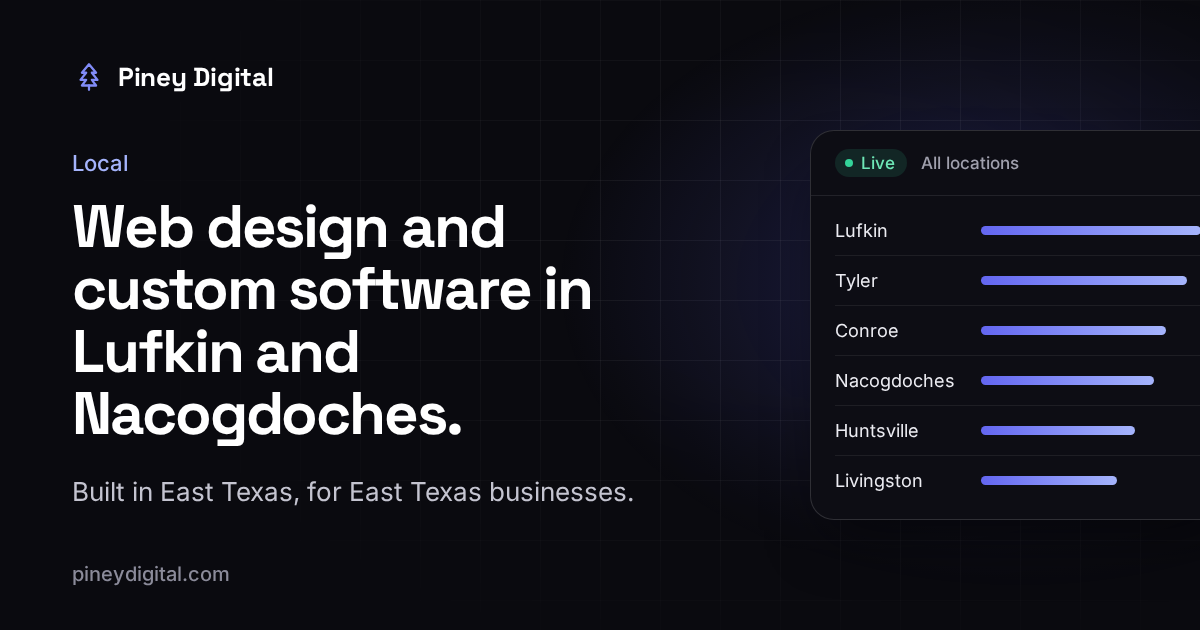 Piney Digital
Local
Web design and
custom software in
Lufkin and
Nacogdoches.
Built in East Texas, for East Texas businesses.
pineydigital.com
Live All locations
Lufkin
Tyler
Conroe
Nacogdoches
Huntsville
Livingston